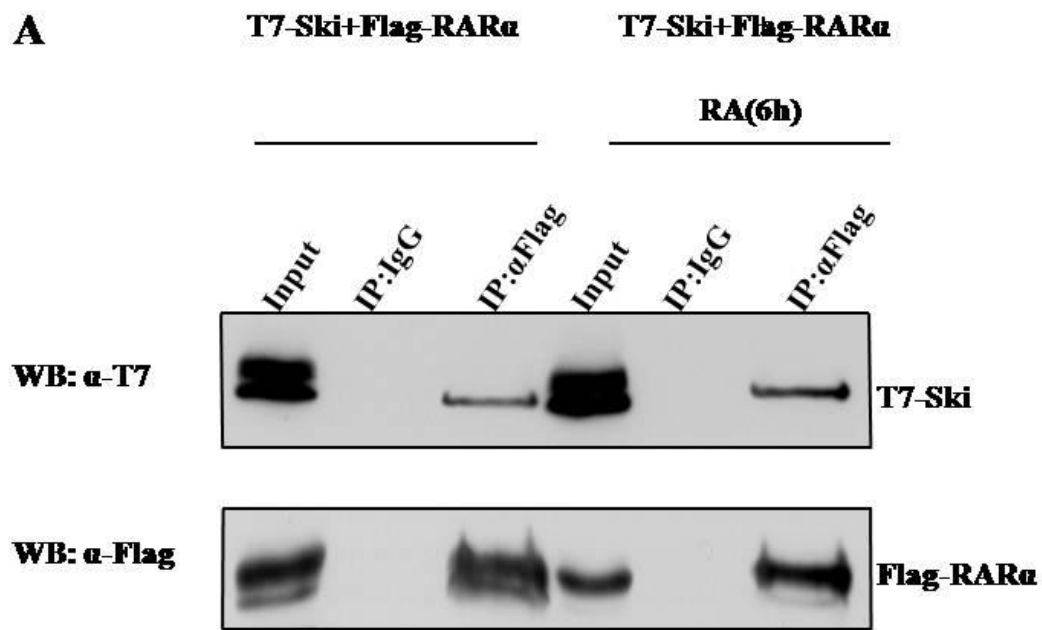 A
T7-Ski+Flag-RARα T7-Ski+Flag-RARα
RA(6h)
Input IP:IgG IP:αFlag Input IP:IgG IP:αFlag
WB: α-T7 T7-Ski
WB: α-Flag Flag-RARα